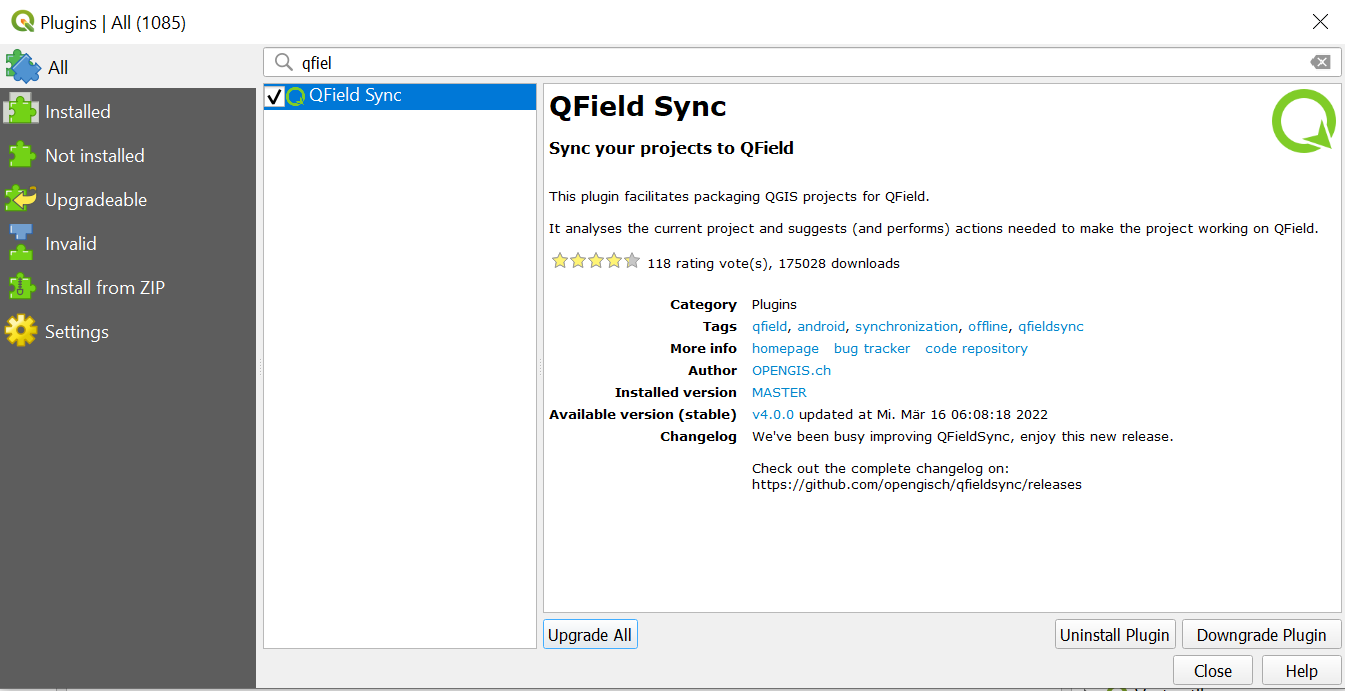 Plugins | All (1085)
All
Installed
Not installed
Upgradeable
Invalid
Install from ZIP
Settings
qfiel
QField Sync
QField Sync
Sync your projects to QField
This plugin facilitates packaging QGIS projects for QField.
It analyses the current project and suggests (and performs) actions needed to make the project working on QField.
118 rating vote(s), 175028 downloads
Category Plugins
Tags qfield, android, synchronization, offline, qfieldsync
More info homepage bug tracker code repository
Author OPENGIS.ch
Installed version MASTER
Available version (stable) v4.0.0 updated at Mi. Mär 16 06:08:18 2022
Changelog We've been busy improving QFieldSync, enjoy this new release.
Check out the complete changelog on:
https://github.com/opengisch/qfieldsync/releases
Upgrade All Uninstall Plugin Downgrade Plugin
Close Help